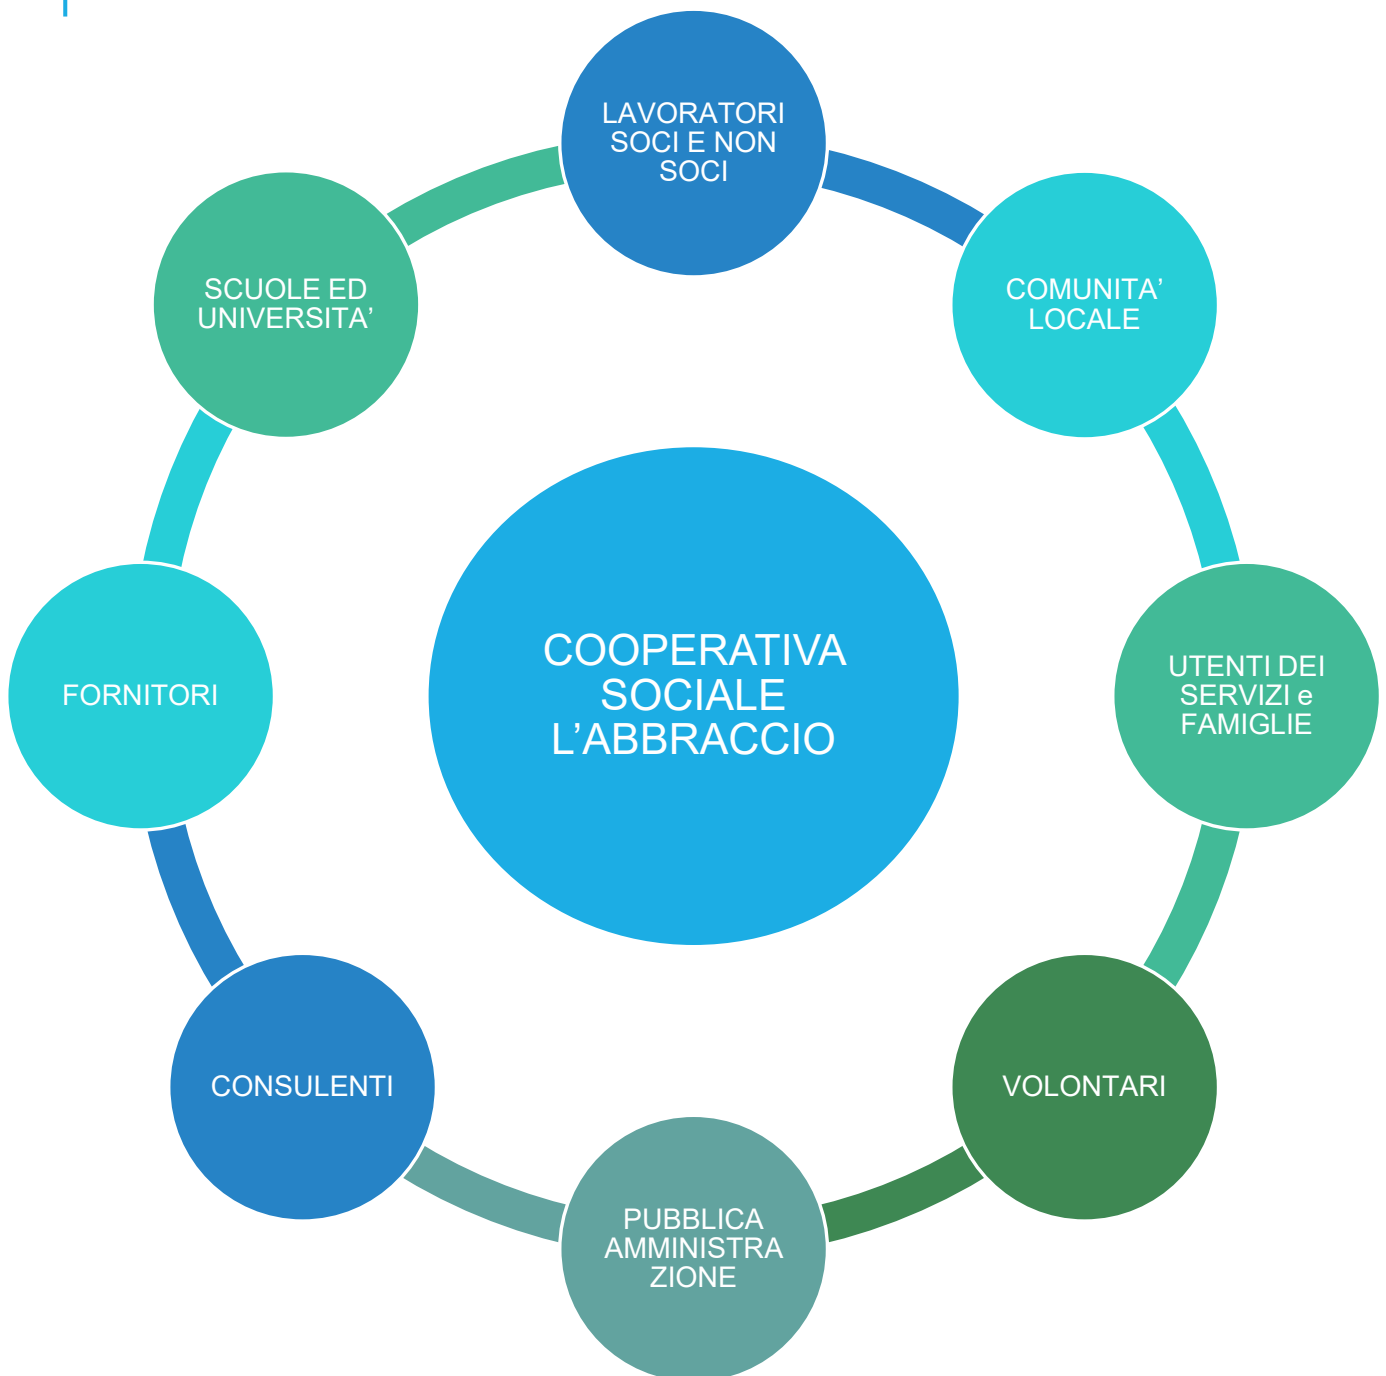 LAVORATORI
SOCI E NON
SOCI
SCUOLE ED
UNIVERSITA’
COMUNITA’
LOCALE
COOPERATIVA
SOCIALE
L’ABBRACCIO
FORNITORI
UTENTI DEI
SERVIZI e
FAMIGLIE
CONSULENTI
VOLONTARI
PUBBLICA
AMMINISTRA
ZIONE